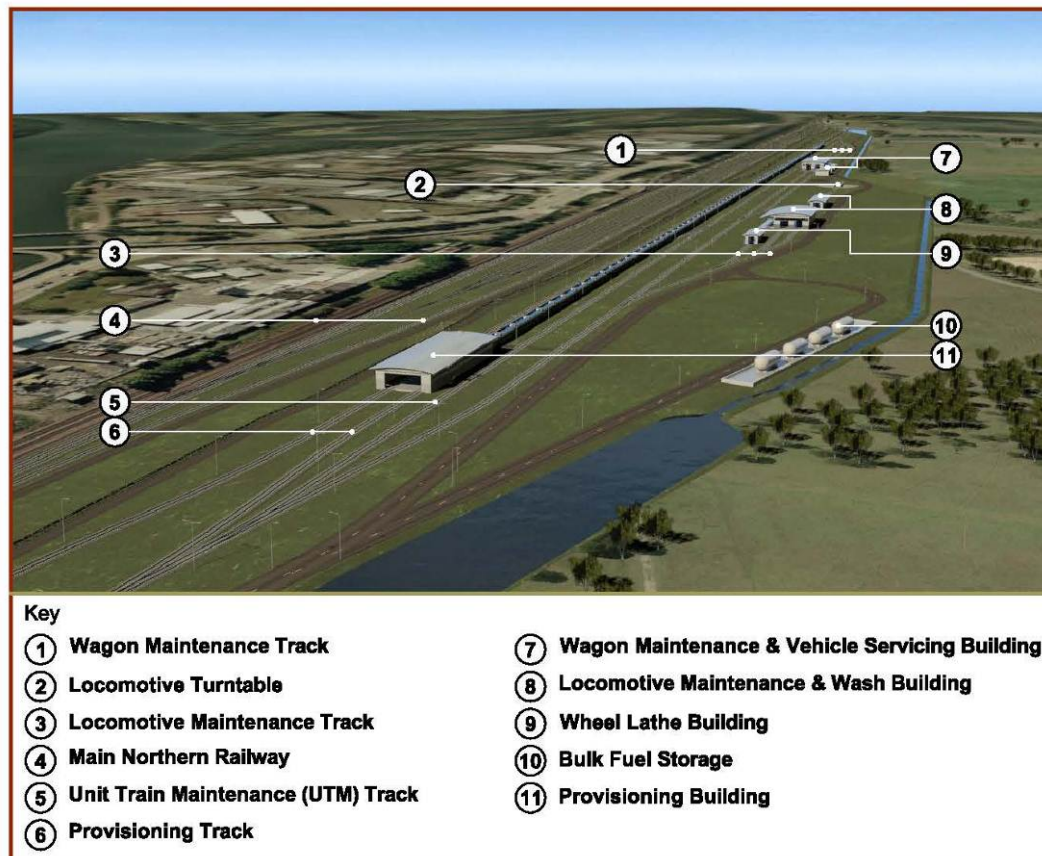 1
7
2
8
3
9
4
10
11
5
6
Key
1 Wagon Maintenance Track
2 Locomotive Turntable
3 Locomotive Maintenance Track
4 Main Northern Railway
5 Unit Train Maintenance (UTM) Track
6 Provisioning Track
7 Wagon Maintenance & Vehicle Servicing Building
8 Locomotive Maintenance & Wash Building
9 Wheel Lathe Building
10 Bulk Fuel Storage
11 Provisioning Building